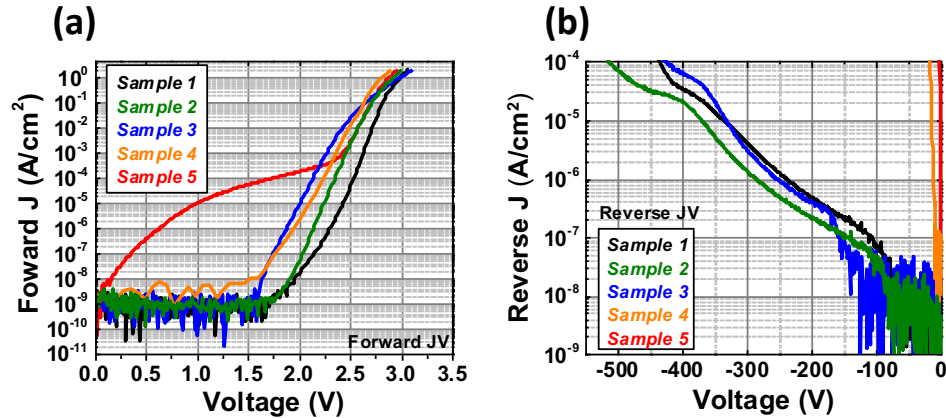 (a)
10⁰
10⁻¹
10⁻²
10⁻³
10⁻⁴
10⁻⁵
10⁻⁶
10⁻⁷
10⁻⁸
10⁻⁹
10⁻¹⁰
10⁻¹¹
Foward J (A/cm²)
Sample 1
Sample 2
Sample 3
Sample 4
Sample 5
Forward JV
0.0 0.5 1.0 1.5 2.0 2.5 3.0 3.5
Voltage (V)
(b)
10⁻⁴
10⁻⁵
10⁻⁶
10⁻⁷
10⁻⁸
10⁻⁹
Reverse J (A/cm²)
Reverse JV
Sample 1
Sample 2
Sample 3
Sample 4
Sample 5
-500 -400 -300 -200 -100 0
Voltage (V)